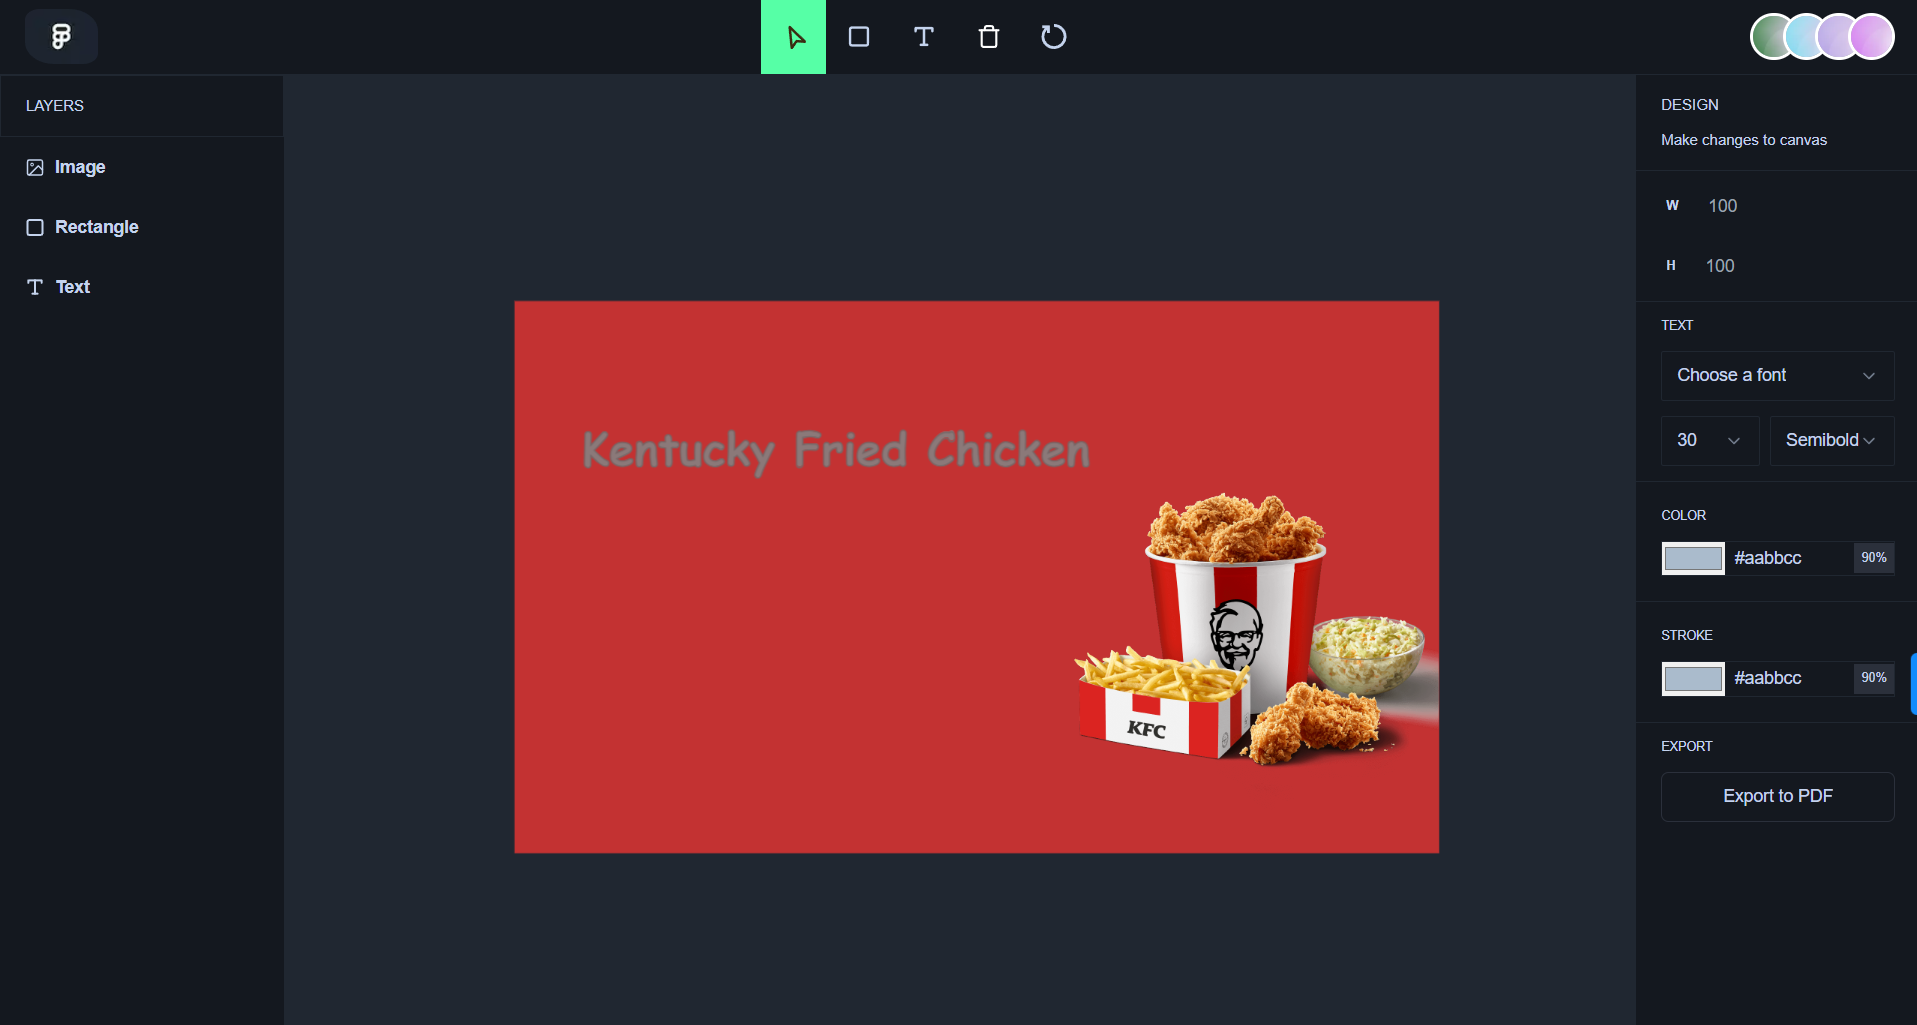 LAYERS
Image
Rectangle
Text
Kentucky Fried Chicken
KFC
DESIGN
Make changes to canvas
W 100
H 100
TEXT
Choose a font
30 Semibold
COLOR
#aabbcc 90%
STROKE
#aabbcc 90%
EXPORT
Export to PDF